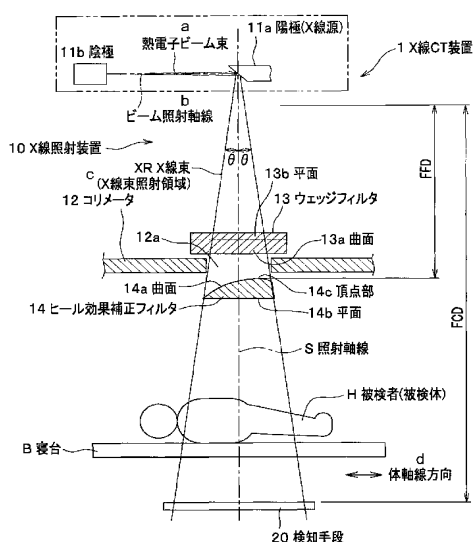 a
11a 陽極(X線源)
11b 陰極
熱電子ビーム束
1 X線CT装置
b
ビーム照射軸線
10 X線照射装置
θ θ
XR X線束
(X線束照射領域)
c
13b 平面
13 ウェッジフィルタ
12 コリメータ
12a
13a 曲面
14a 曲面
14c 頂点部
14 ヒール効果補正フィルタ
14b 平面
FFD
FCD
S 照射軸線
H 被検者(被検体)
B 寝台
d
体軸線方向
20 検知手段